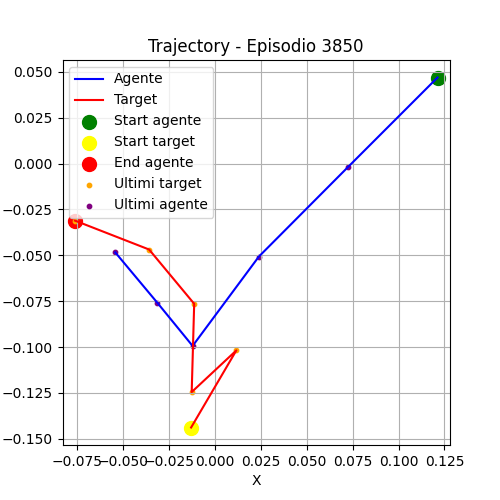 Trajectory - Episodio 3850
Agente
Target
Start agente
Start target
End agente
Ultimi target
Ultimi agente
0.050
0.025
0.000
−0.025
−0.050
−0.075
−0.100
−0.125
−0.150
−0.075 −0.050 −0.025 0.000 0.025 0.050 0.075 0.100 0.125
X